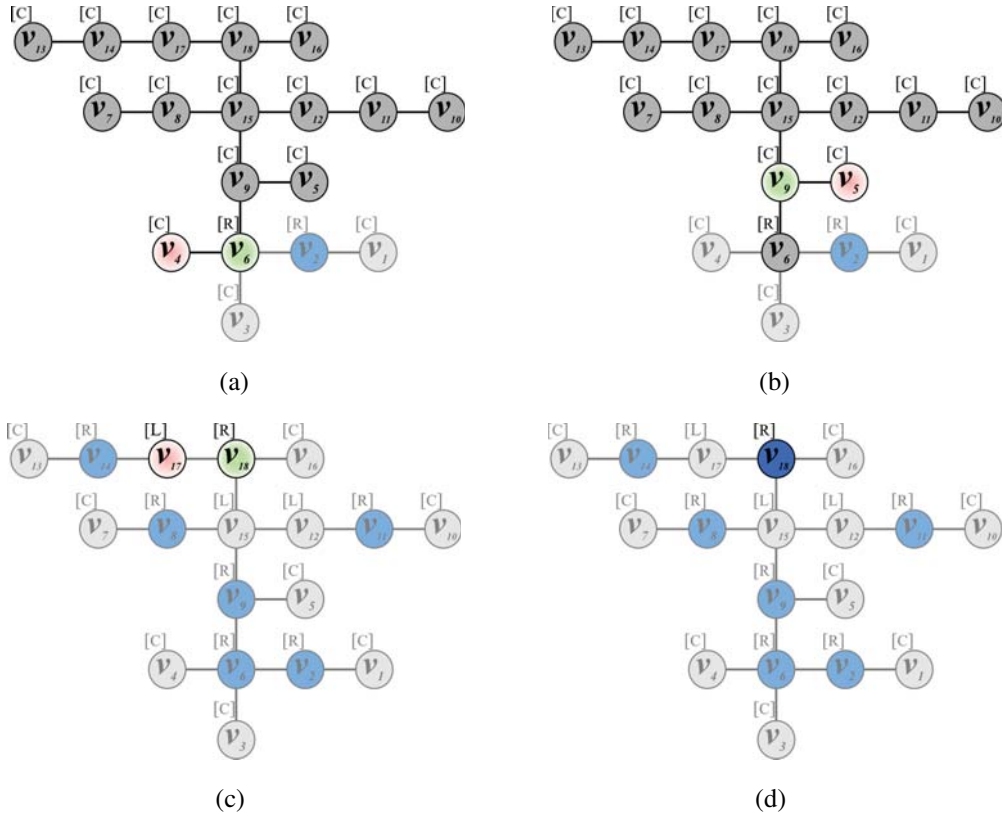 [C] [C] [C] [C] [C] [C] [C] [C] [C] [C]
v13 v14 v17 v18 v16 v13 v14 v17 v18 v16
[C] [C] [C] [C] [C] [C] [C] [C] [C] [C] [C] [C]
v7 v8 v15 v12 v11 v10 v7 v8 v15 v12 v11 v10
[C] [C] [C] [C]
v9 v5 v9 v5
[C] [R] [R] [C] [C] [R] [R] [C]
v4 v6 v2 v1 v4 v6 v2 v1
[C] [C]
v3 v3
(a) (b)
[C] [R] [L] [R] [C] [C] [R] [L] [R] [C]
v13 v14 v17 v18 v16 v13 v14 v17 v18 v16
[C] [R] [L] [L] [R] [C] [C] [R] [L] [L] [R] [C]
v7 v8 v15 v12 v11 v10 v7 v8 v15 v12 v11 v10
[R] [C] [R] [C]
v9 v5 v9 v5
[C] [R] [R] [C] [C] [R] [R] [C]
v4 v6 v2 v1 v4 v6 v2 v1
[C] [C]
v3 v3
(c) (d)